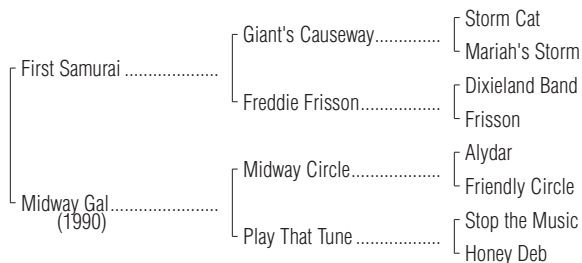 Storm Cat
Giant's Causeway...............
Mariah's Storm
First Samurai .....................
Dixieland Band
Freddie Frisson..................
Frisson
Alydar
Midway Circle....................
Friendly Circle
Midway Gal........................
(1990)
Stop the Music
Play That Tune ...................
Honey Deb